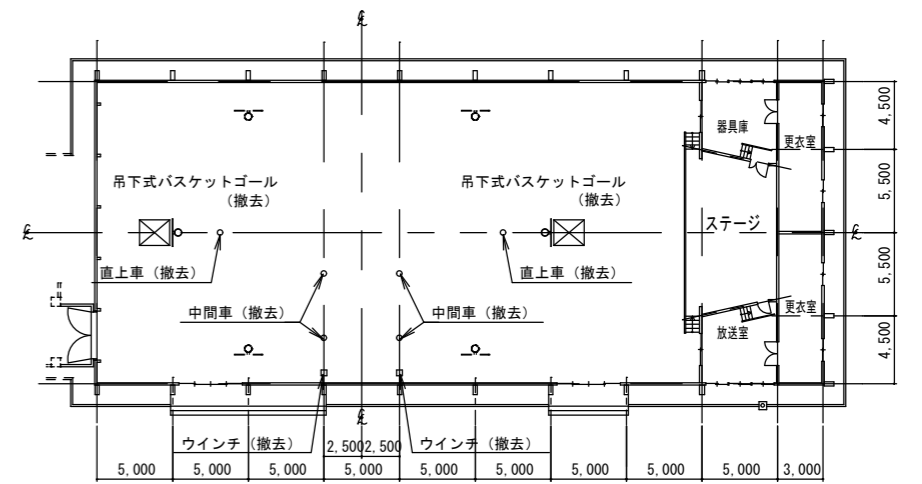 ℄
4,500
器具庫
更衣室
吊下式バスケットゴール
(撤去)
吊下式バスケットゴール
(撤去)
5,500
℄
ステージ
℄
直上車 (撤去)
直上車 (撤去)
5,500
中間車 (撤去)
中間車 (撤去)
更衣室
放送室
4,500
℄
ウインチ (撤去)
2,500
2,500
ウインチ (撤去)
5,000
5,000
5,000
5,000
5,000
5,000
5,000
5,000
5,000
3,000